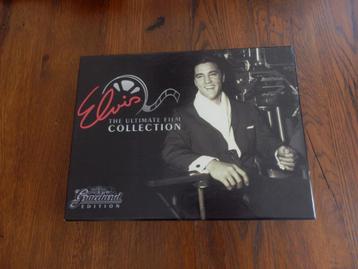 Elvis
THE ULTIMATE FILM
COLLECTION
Graceland
EDITION